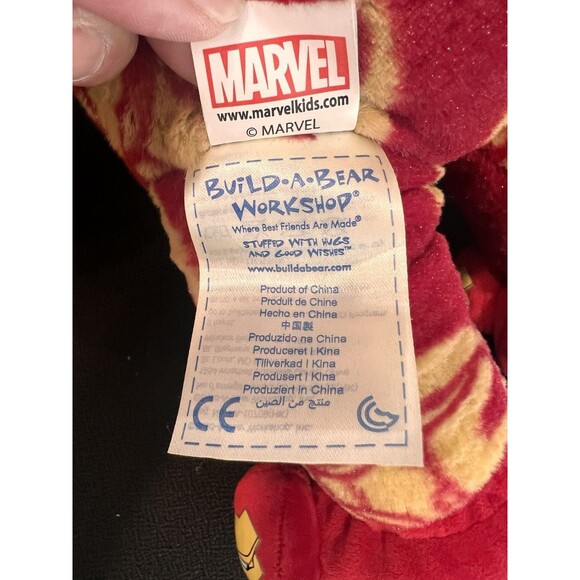 MARVEL
www.marvelkids.com
© MARVEL
BUILD-A-BEAR
WORKSHOP®
Where Best Friends Are Made®
STUFFED WITH HUGS
AND GOOD WISHES™
www.buildabear.com
Product of China
Produit de Chine
Hecho en China
中国製
Produzido na China
Produceret i Kina
Tillverkad i Kina
Produsert i Kina
Produziert in China
منتج من الصين
CE